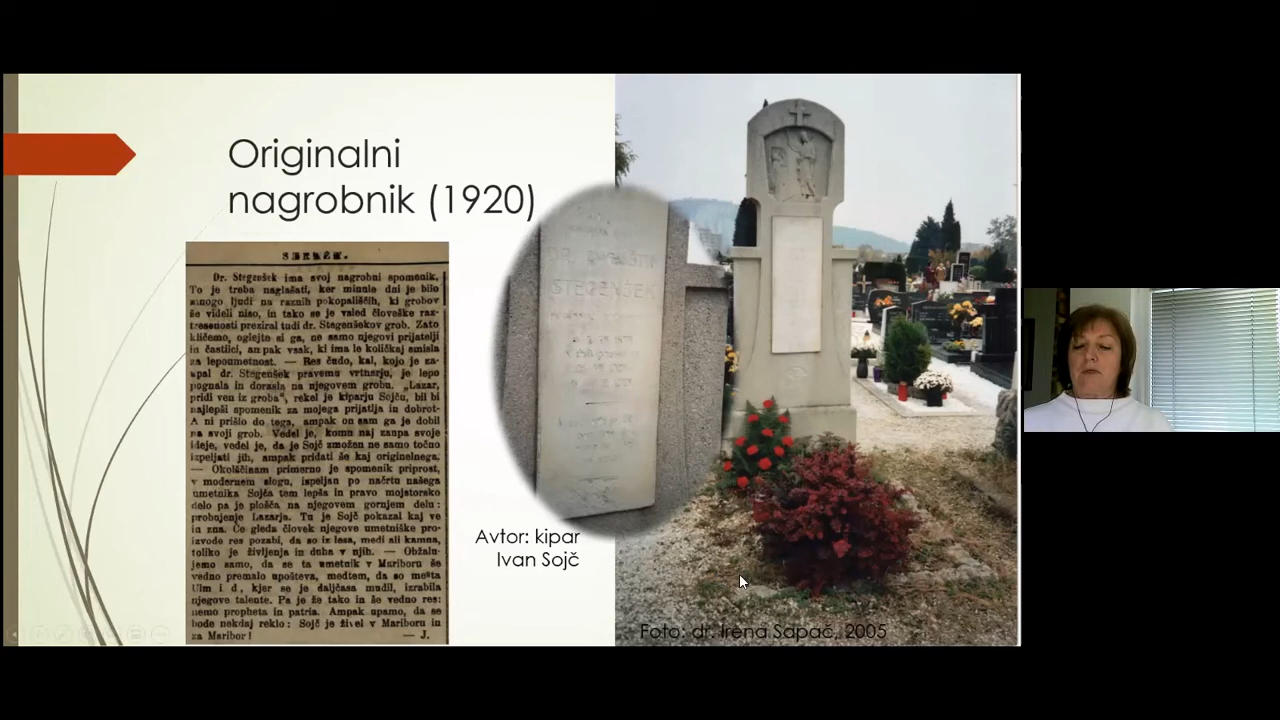 Originalni
nagrobnik (1920)
Dr. Stegenšek ima svoj nagrobni spomenik.
To je treba naglašati, ker minule dni je bilo
mnogo ljudi na raznih pokopališčih, ki grobov
še videli niso, in tako se je vsled človeške raz-
tresenosti preziral tudi dr. Stegenšekov grob. Zato
kličemo, oglejte si ga, ne samo njegovi prijatelji
in častilci, ampak vsak, ki ima le količkaj smisla
za lepoumetnost. — Res čudo, kal, kojo je za-
upal dr. Stegenšek pravemu vrtnarju, je lepo
pognala in dorasla na njegovem grobu. „Lazar,
pridi ven iz groba", rekel je kiparju Sojču, bil bi
najlepši spomenik za mojega prijatlja in dobrot-
A ni prišlo do tega, ampak on sam ga je dobil
na svoji grob. Vedel je, komu naj zaupa svoje
ideje, vedel je, da je Sojč zmožen ne samo točno
izpeljati jih, ampak pridati še kaj originelnega.
— Okolščinam primerno je spomenik priprost,
v modernem slogu, izpeljan po načrtu našega
umetnika Sojča tem lepša in pravo mojstersko
delo pa je plošča na njegovem gornjem delu:
probujenje Lazarja. Tu je Sojč pokazal kaj ve
in zna. Če gleda človek njegove umetniške pro-
izvode res pozabi, da so iz lesa, medi ali kamna,
toliko je življenja in duha v njih. — Obžalu-
jemo samo, da se ta umetnik v Mariboru še
vedno premalo upošteva, medtem, da so mesta
Ulm i d., kjer se je daljčasa mudil, izrabila
njegove talente. Pa je že tako in še vedno res:
nemo propheta in patria. Ampak upamo, da se
bode nekdaj reklo: Sojč je živel v Mariboru in
za Maribor! — J.
DR. AVGUŠTIN
STEGENŠEK
Avtor: kipar
Ivan Sojč
Foto: dr. Irena Sapač, 2005